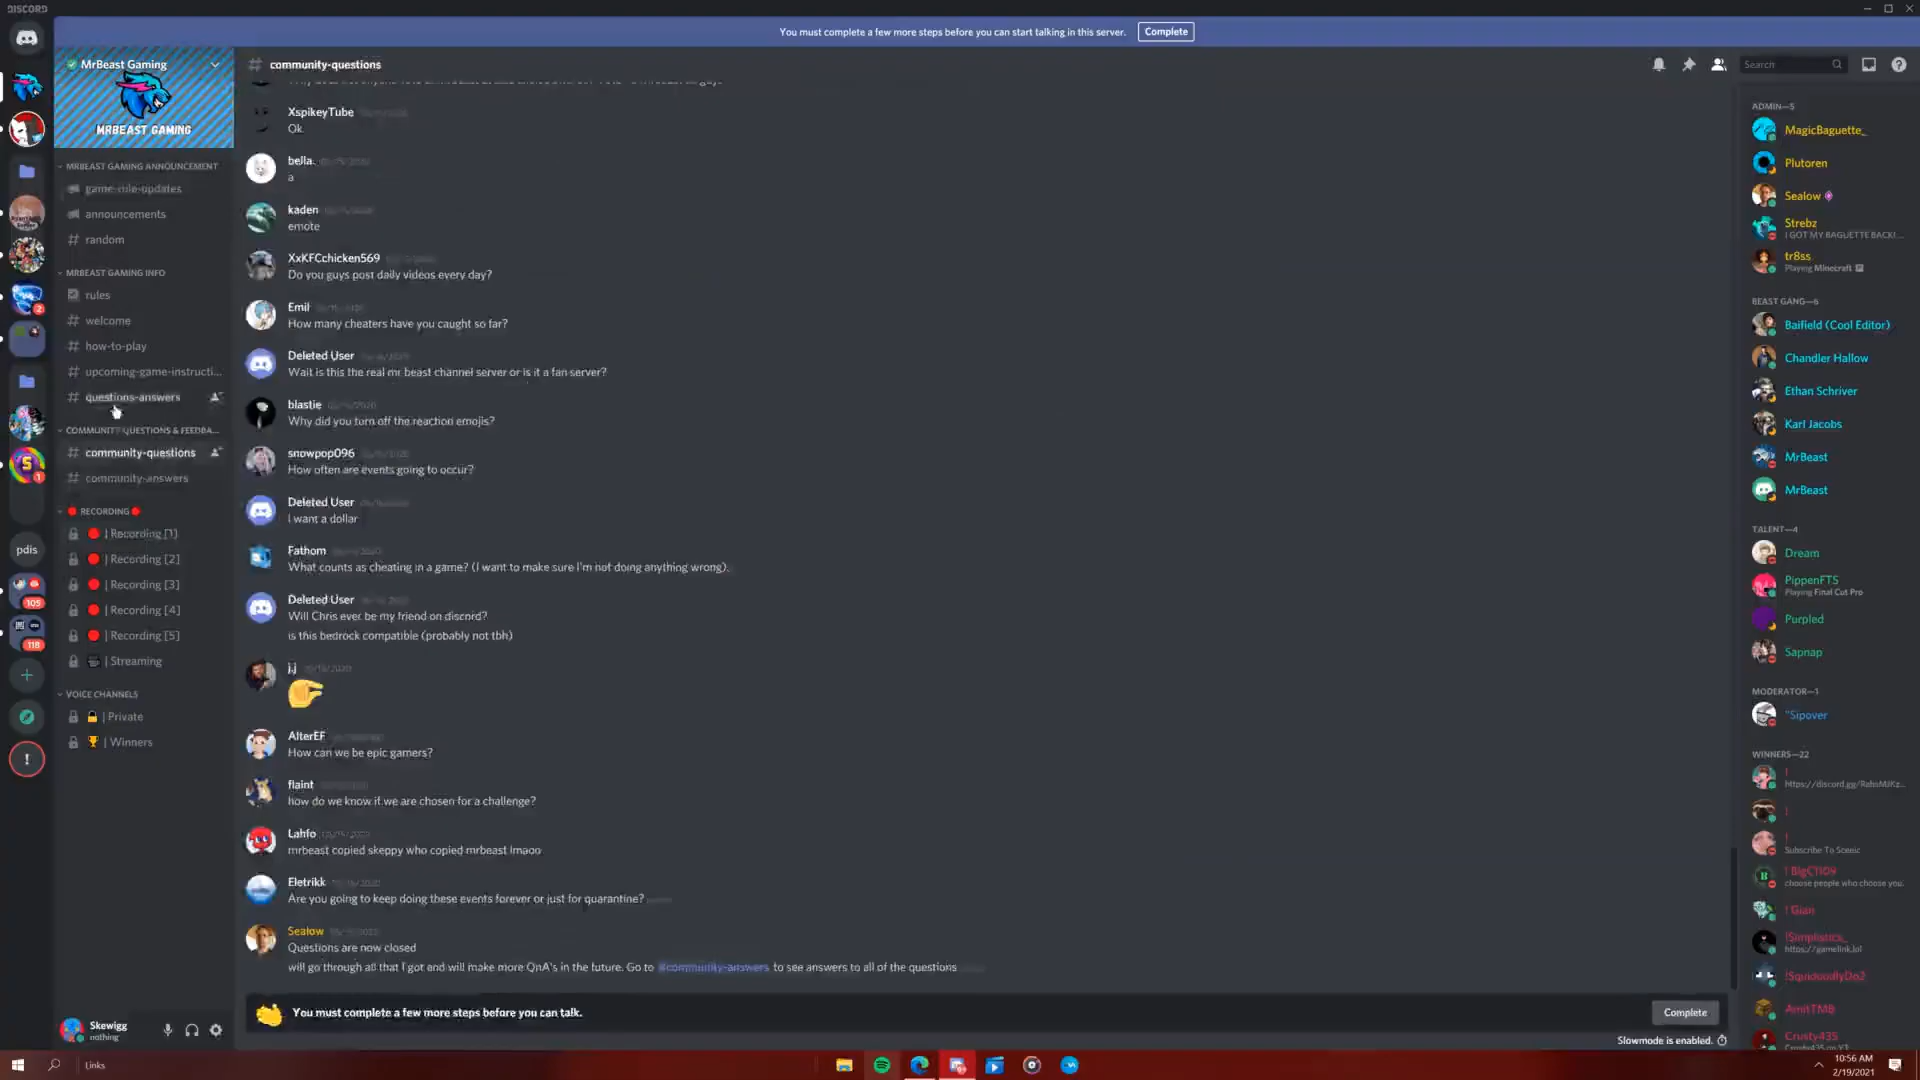 DISCORD
You must complete a few more steps before you can start talking in this server.
Complete
MrBeast Gaming
MRBEAST GAMING
MRBEAST GAMING ANNOUNCEMENT
game-rule-updates
announcements
random
MRBEAST GAMING INFO
rules
welcome
how-to-play
upcoming-game-instructi...
questions-answers
COMMUNITY QUESTIONS & FEEDBA...
community-questions
community-answers
RECORDING
| Recording [1]
| Recording [2]
| Recording [3]
| Recording [4]
| Recording [5]
| Streaming
VOICE CHANNELS
| Private
| Winners
2
S
1
pdis
105
118
!
Skewigg
nothing
community-questions
Search
XspikeyTube
Ok.
bella.
a
kaden
emote
XxKFCchicken569
Do you guys post daily videos every day?
Emil
How many cheaters have you caught so far?
Deleted User
Wait is this the real mr beast channel server or is it a fan server?
blastie
Why did you turn off the reaction emojis?
snowpop096
How often are events going to occur?
Deleted User
I want a dollar
Fathom
What counts as cheating in a game? (I want to make sure I'm not doing anything wrong).
Deleted User
Will Chris ever be my friend on discord?
is this bedrock compatible (probably not tbh)
j.j
AlterEF
How can we be epic gamers?
flaint
how do we know if we are chosen for a challenge?
Lahfo
mrbeast copied skeppy who copied mrbeast lmaoo
Eletrikk
Are you going to keep doing these events forever or just for quarantine?
Sealow
Questions are now closed
will go through all that I got and will make more QnA's in the future. Go to #community-answers to see answers to all of the questions
You must complete a few more steps before you can talk.
Complete
Slowmode is enabled.
ADMIN—5
MagicBaguette_
Plutoren
Sealow
Strebz
I GOT MY BAGUETTE BACK!...
tr8ss
Playing Minecraft
BEAST GANG—6
Baifield (Cool Editor)
Chandler Hallow
Ethan Schriver
Karl Jacobs
MrBeast
MrBeast
TALENT—4
Dream
PippenFTS
Playing Final Cut Pro
Purpled
Sapnap
MODERATOR—1
"Sipover
WINNERS—22
!
!
!
Subscribe To Scenic
choose people who choose you.
! Gian
https://gamelink.lol
!SquidouallyDo2
AmitTMB
Crusty435
Links
10:56 AM
2/19/2021